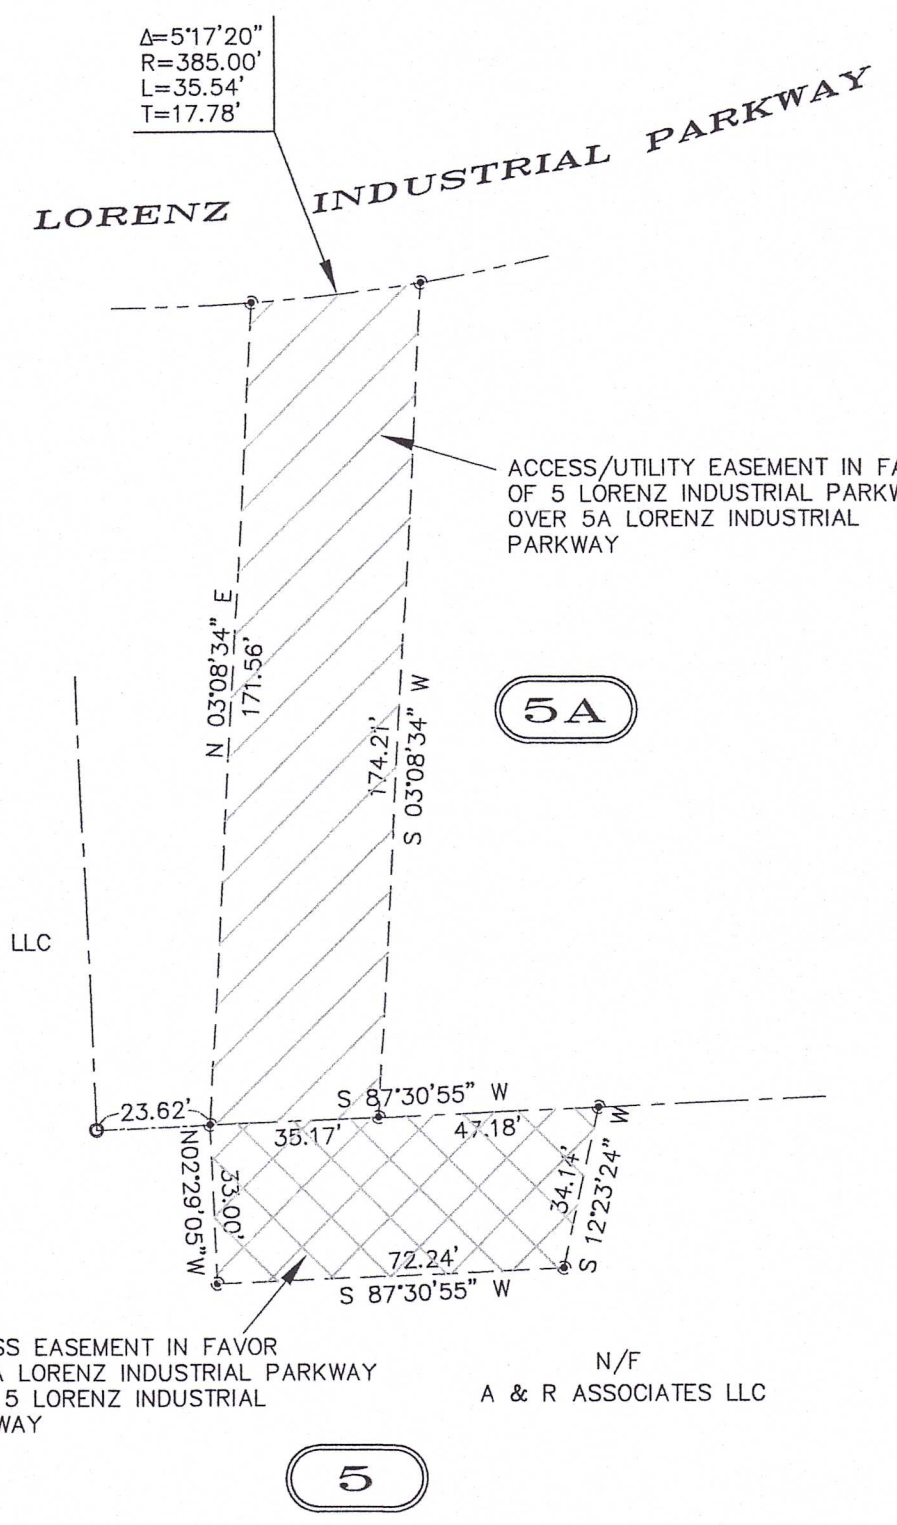 Δ=5°17'20"
R=385.00'
L=35.54'
T=17.78'
LORENZ INDUSTRIAL PARKWAY
ACCESS/UTILITY EASEMENT IN FA
OF 5 LORENZ INDUSTRIAL PARKW
OVER 5A LORENZ INDUSTRIAL
PARKWAY
N 03°08'34" E
171.56'
174.21'
S 03°08'34" W
5A
LLC
23.62'
S 87°30'55" W
35.17'
47.18'
N02°29'05"W
33.00'
34.14'
S 12°23'24" W
72.24'
S 87°30'55" W
SS EASEMENT IN FAVOR
A LORENZ INDUSTRIAL PARKWAY
5 LORENZ INDUSTRIAL
WAY
N/F
A & R ASSOCIATES LLC
5